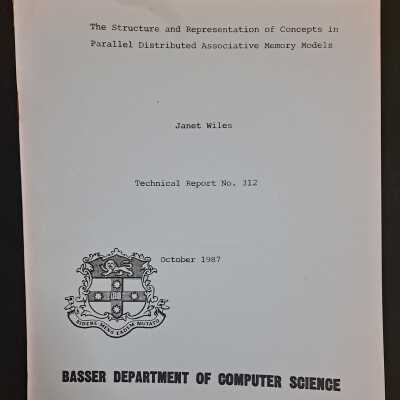 The Structure and Representation of Concepts in
Parallel Distributed Associative Memory Models
Janet Wiles
Technical Report No. 312
October 1987
SIDERE MENS EADEM MUTATO
BASSER DEPARTMENT OF COMPUTER SCIENCE